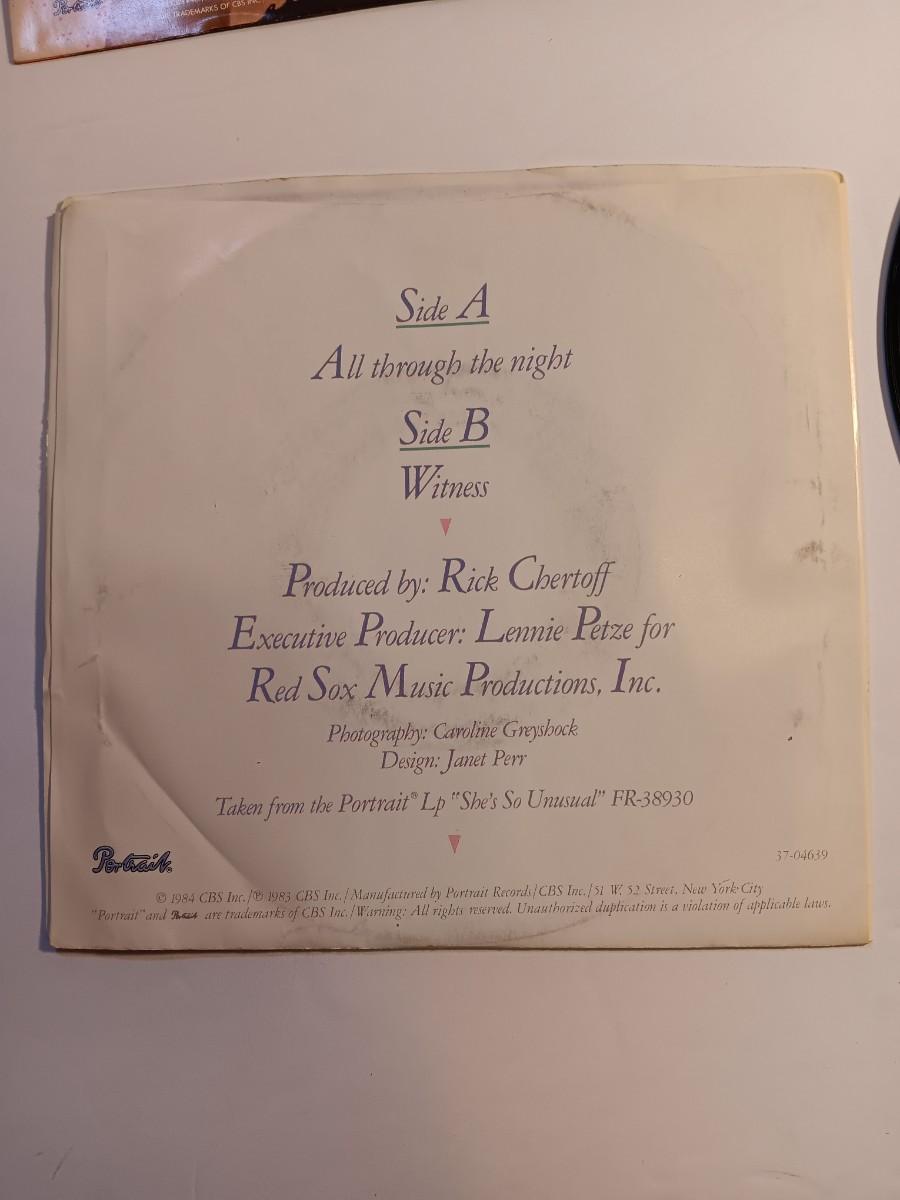 TRADEMARKS OF CBS INC.
Side A
All through the night
Side B
Witness
Produced by: Rick Chertoff
Executive Producer: Lennie Petze for
Red Sox Music Productions, Inc.
Photography: Caroline Greyshock
Design: Janet Perr
Taken from the Portrait® Lp "She's So Unusual" FR-38930
Portrait.
37-04639
© 1984 CBS Inc./℗ 1983 CBS Inc./Manufactured by Portrait Records/CBS Inc./51 W. 52 Street, New York City
"Portrait" and Portrait are trademarks of CBS Inc./Warning: All rights reserved. Unauthorized duplication is a violation of applicable laws.